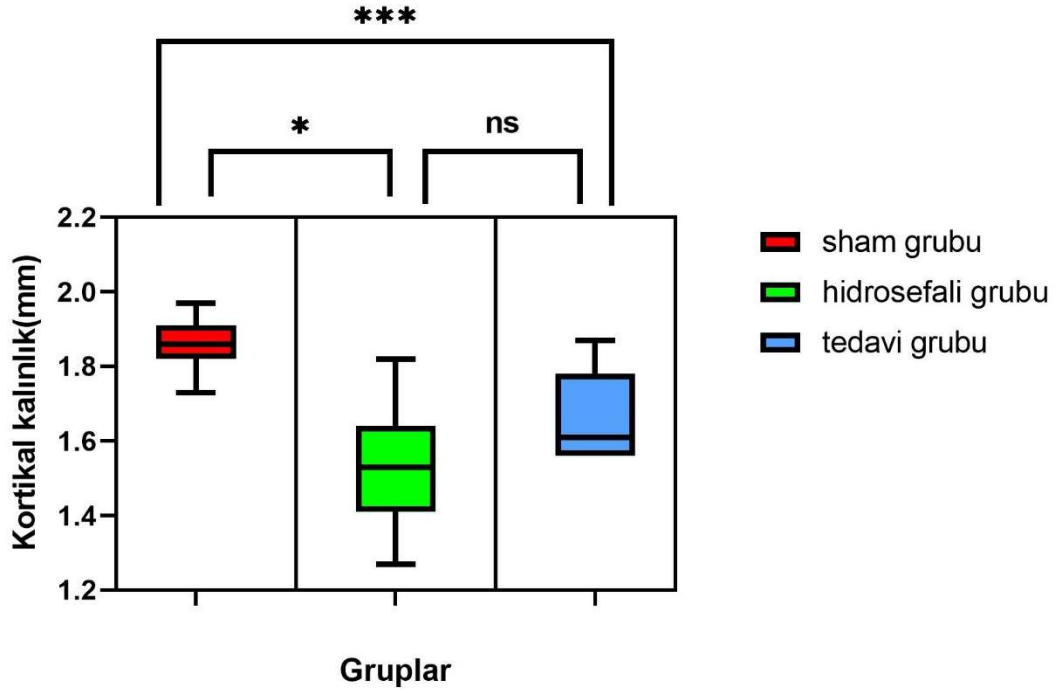 ***
*
ns
Kortikal kalınlık(mm)
2.2
2.0
1.8
1.6
1.4
1.2
Gruplar
sham grubu
hidrosefali grubu
tedavi grubu